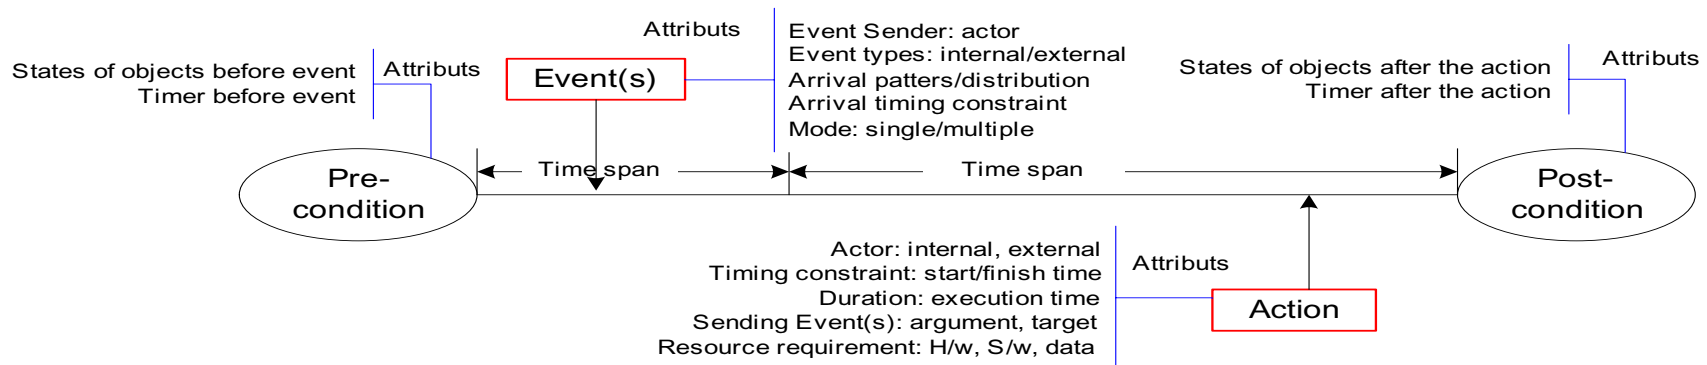 Attributs
Event Sender: actor
Event types: internal/external
Arrival patters/distribution
Arrival timing constraint
Mode: single/multiple
States of objects before event
Timer before event
Attributs
Event(s)
States of objects after the action
Timer after the action
Attributs
Pre-
condition
Time span
Time span
Post-
condition
Actor: internal, external
Timing constraint: start/finish time
Duration: execution time
Sending Event(s): argument, target
Resource requirement: H/w, S/w, data
Attributs
Action